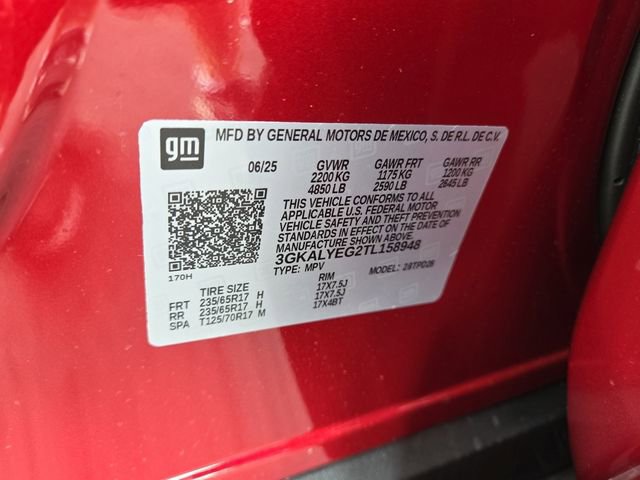 gm
MFD BY GENERAL MOTORS DE MEXICO, S. DE R.L. DE C.V.
06/25 GVWR GAWR FRT GAWR RR
2200 KG 1175 KG 1200 KG
4850 LB 2590 LB 2645 LB
THIS VEHICLE CONFORMS TO ALL
APPLICABLE U.S. FEDERAL MOTOR
VEHICLE SAFETY AND THEFT PREVENTION
STANDARDS IN EFFECT ON THE DATE OF
MANUFACTURE SHOWN ABOVE.
3GKALYEG2TL158948
170H
TYPE: MPV MODEL: 2STPD26
TIRE SIZE RIM
FRT 235/65R17 H 17X7.5J
RR 235/65R17 H 17X7.5J
SPA T125/70R17 M 17X4BT